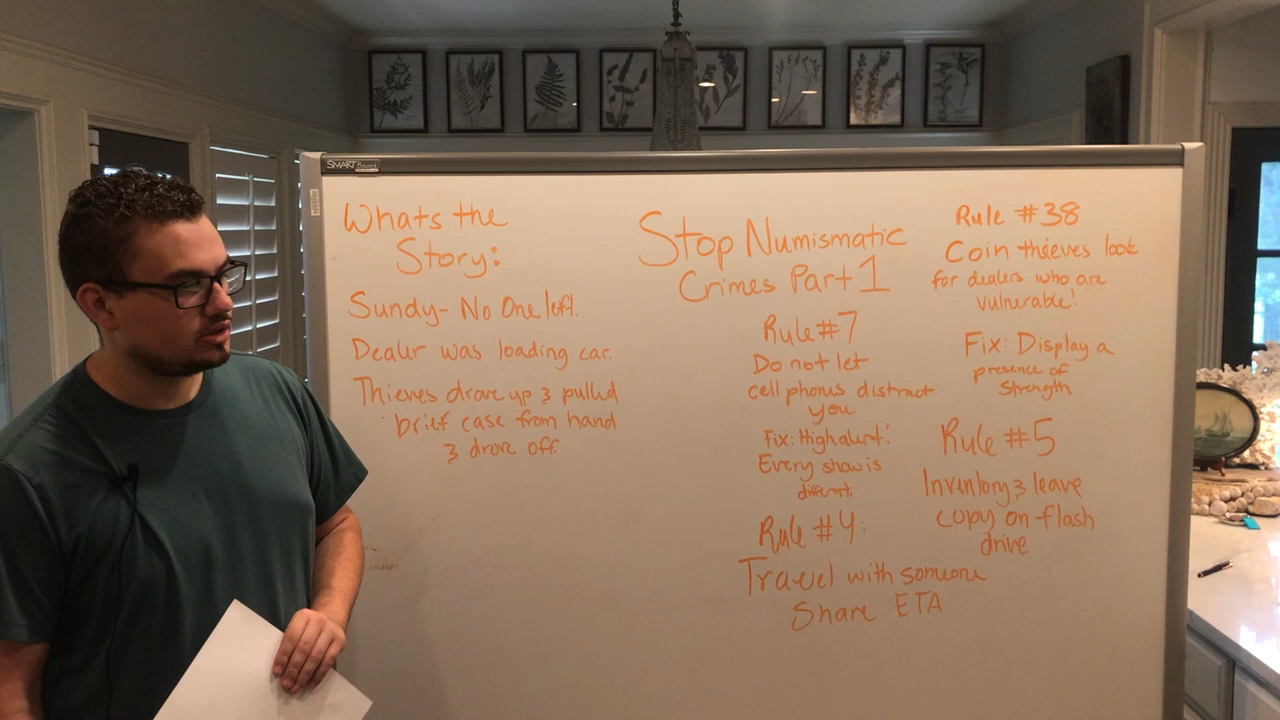 SMART Board
Whats the
Story:
Sundy- No One left.
Dealer was loading car.
Thieves drove up & pulled
brief case from hand
& drove off.
Stop Numismatic
Crimes Part 1
Rule #7
Do not let
cell phones distract
you
Fix: High alert!
Every show is
different.
Rule #4:
Travel with someone
Share ETA
Rule #38
Coin thieves look
for dealers who are
vulnerable!
Fix: Display a
presence of
Strength
Rule #5
Inventory & leave
copy on flash
drive.